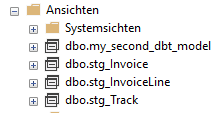 Ansichten
Systemsichten
dbo.my_second_dbt_model
dbo.stg_Invoice
dbo.stg_InvoiceLine
dbo.stg_Track